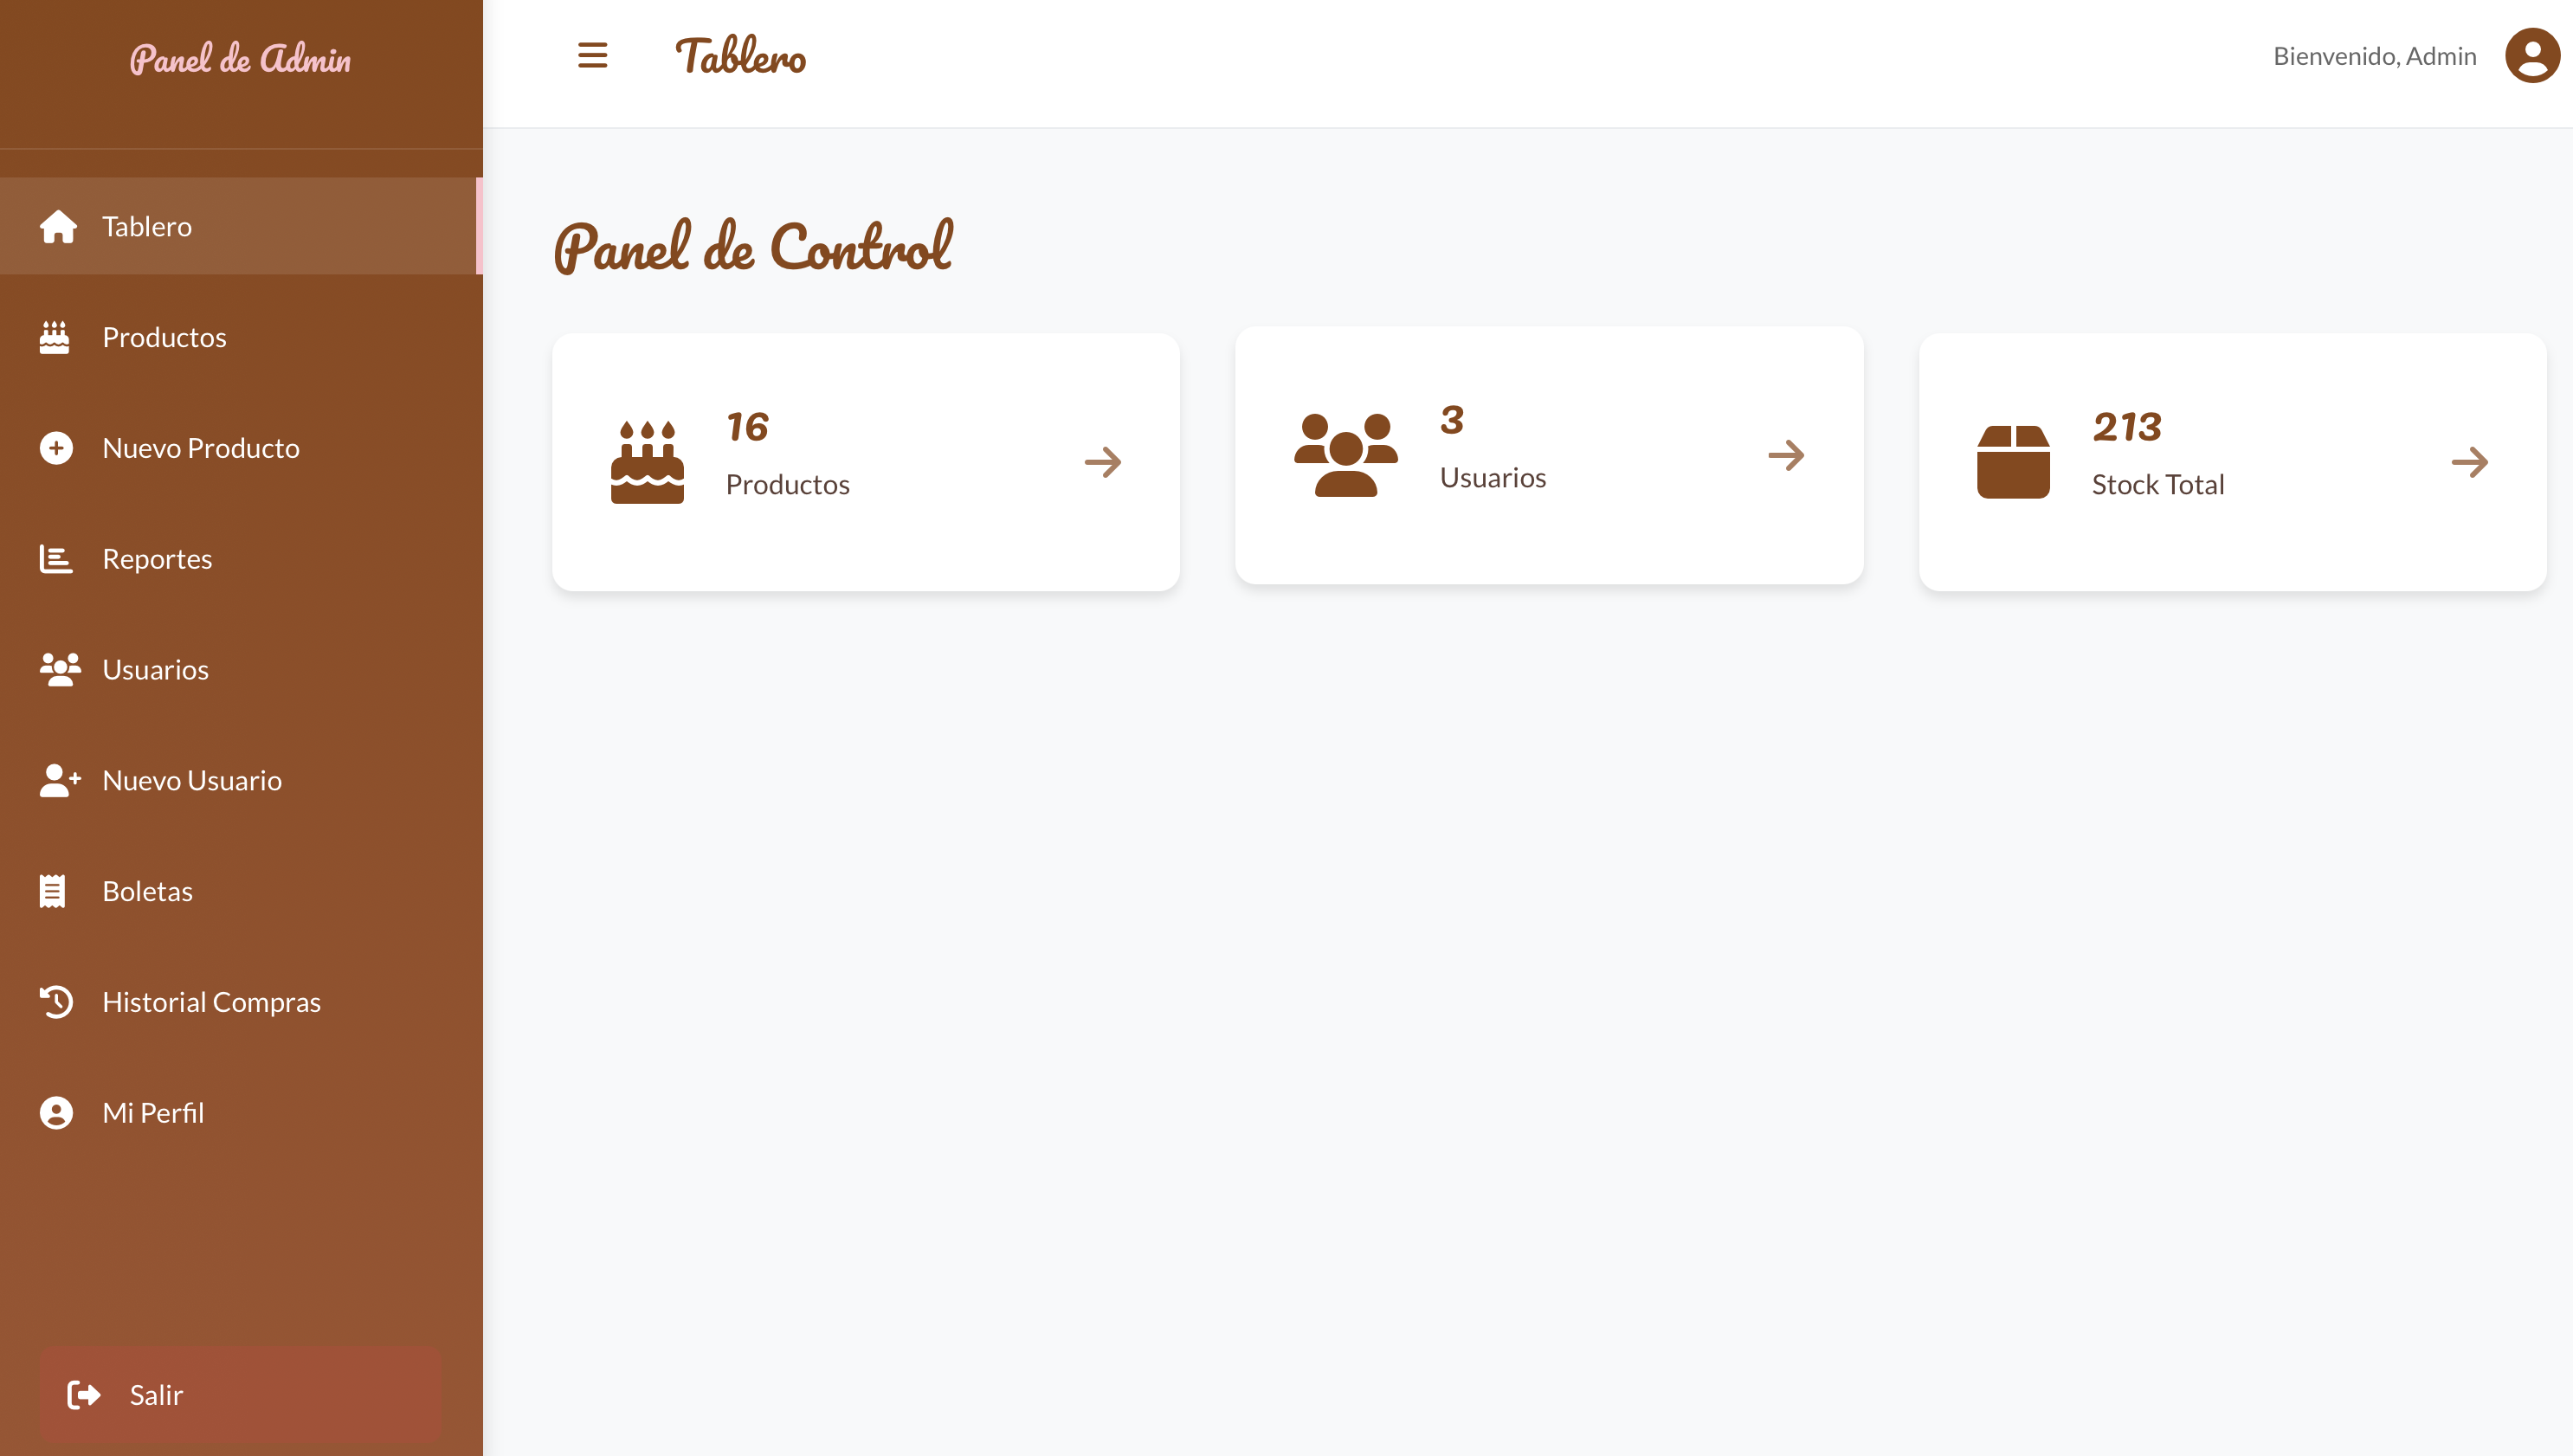 Panel de Admin
Tablero
Productos
Nuevo Producto
Reportes
Usuarios
Nuevo Usuario
Boletas
Historial Compras
Mi Perfil
Salir
Tablero
Bienvenido, Admin
Panel de Control
16
Productos
3
Usuarios
213
Stock Total